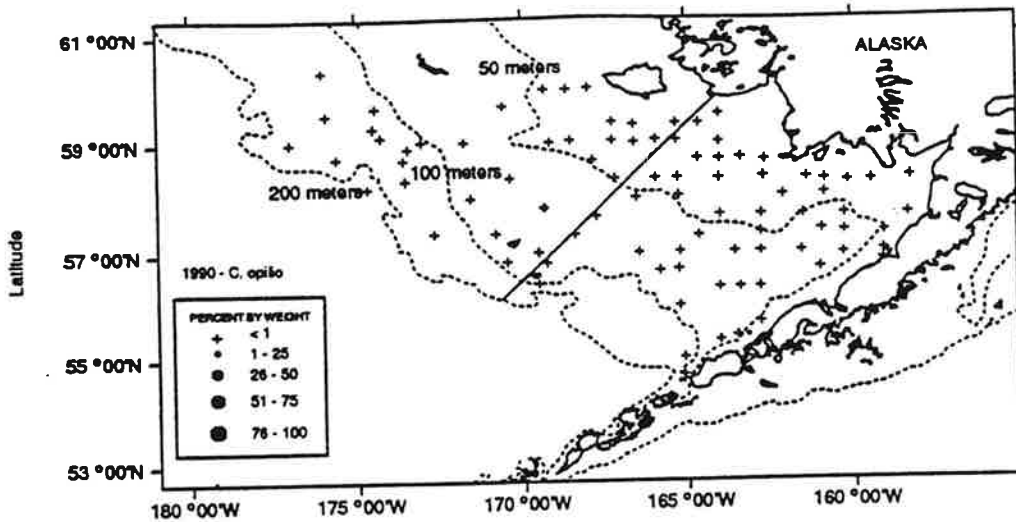 61 °00'N
ALASKA
50 meters
59 °00'N
100 meters
200 meters
Latitude
57 °00'N
1990 - C. opilio
PERCENT BY WEIGHT
+ < 1
1 - 25
55 °00'N
26 - 50
51 - 75
76 - 100
53 °00'N
180 °00'W
175 °00'W
170 °00'W
165 °00'W
160 °00'W